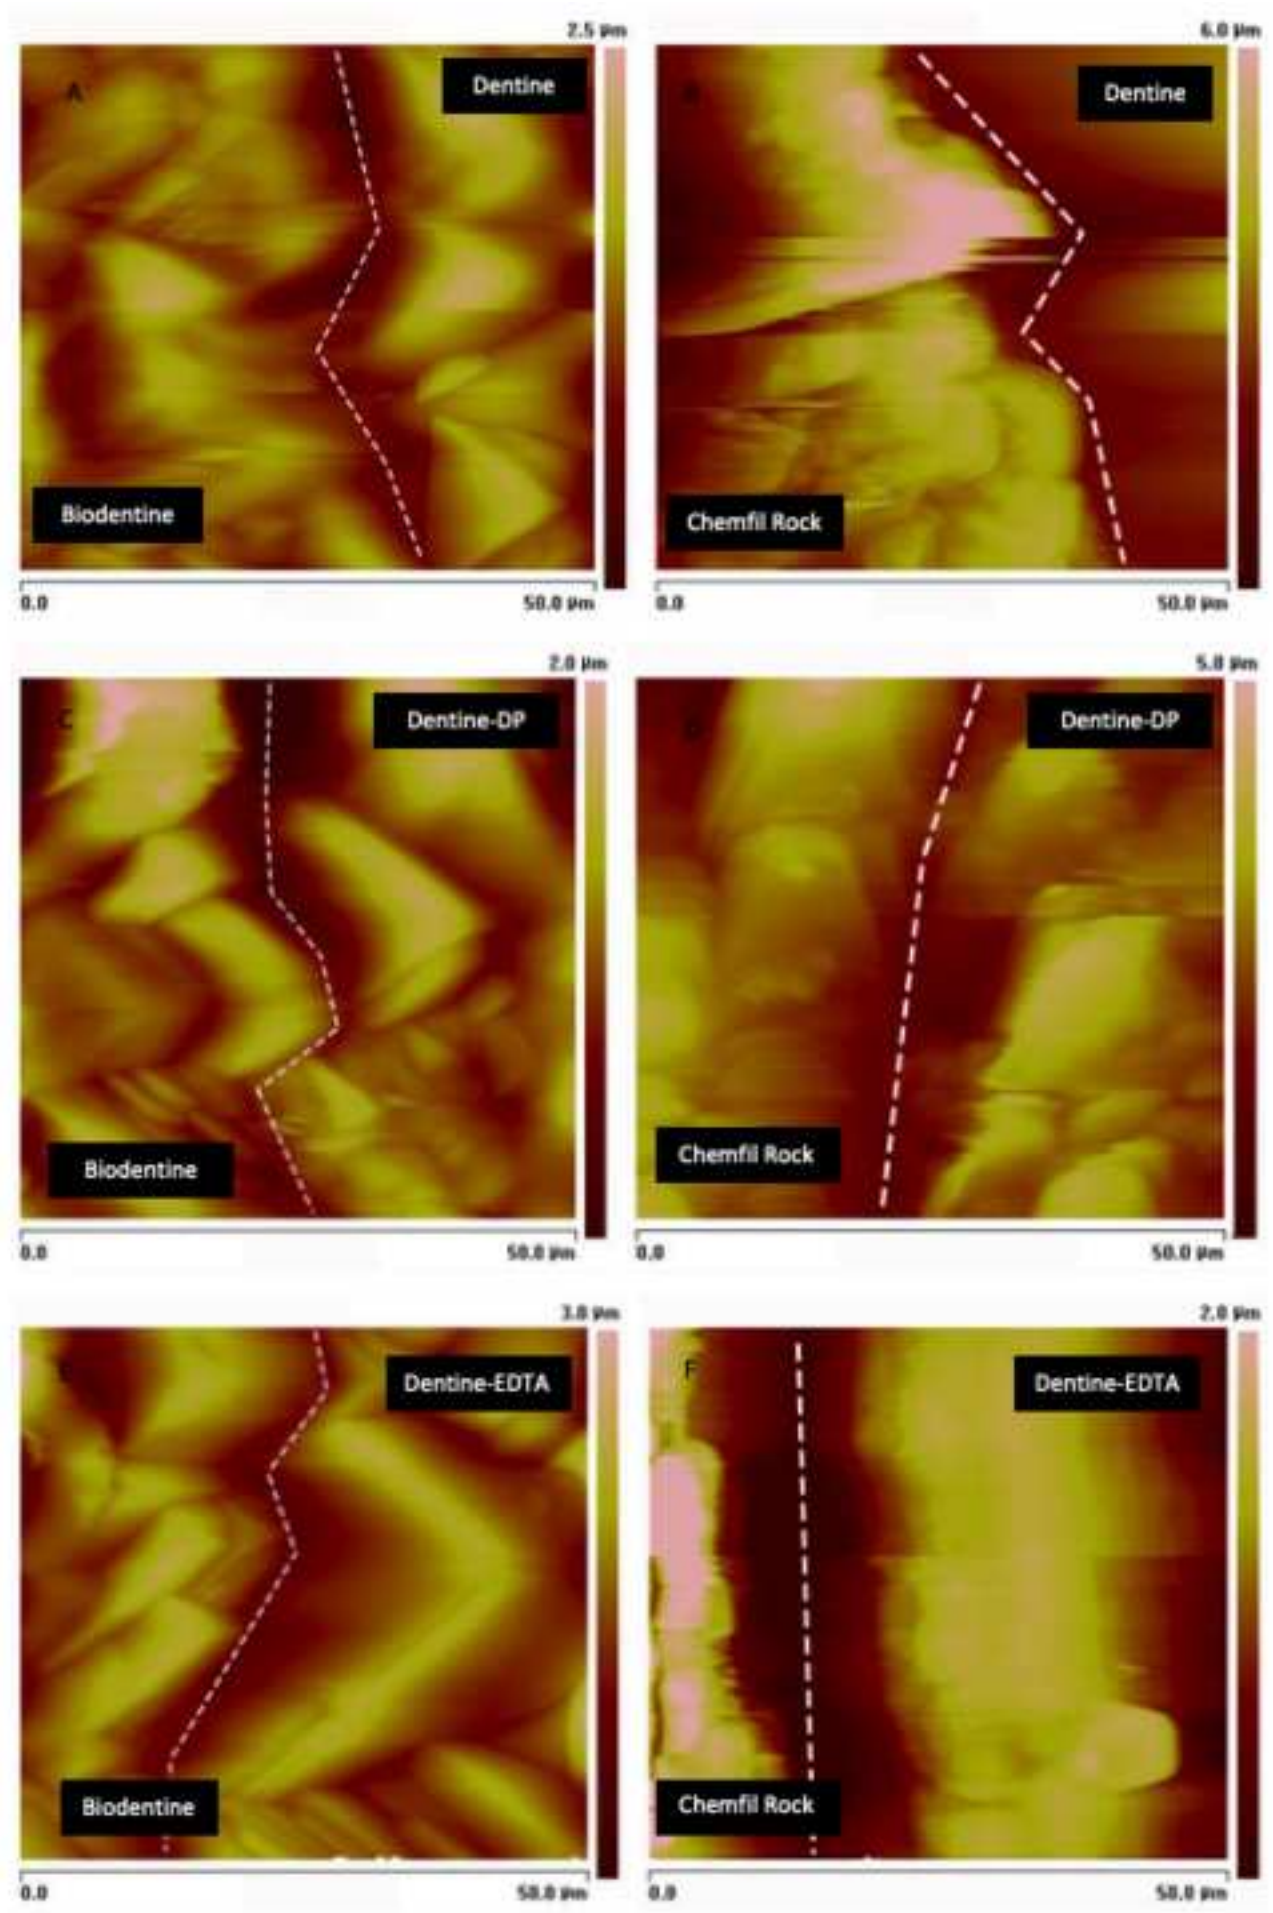 2.5 µm
A
Dentine
Biodentine
0.0 50.0 µm
6.0 µm
Dentine
Chemfil Rock
0.0 50.0 µm
2.0 µm
C
Dentine-DP
Biodentine
0.0 50.0 µm
5.0 µm
Dentine-DP
Chemfil Rock
0.0 50.0 µm
3.0 µm
E
Dentine-EDTA
Biodentine
0.0 50.0 µm
2.0 µm
F
Dentine-EDTA
Chemfil Rock
0.0 50.0 µm